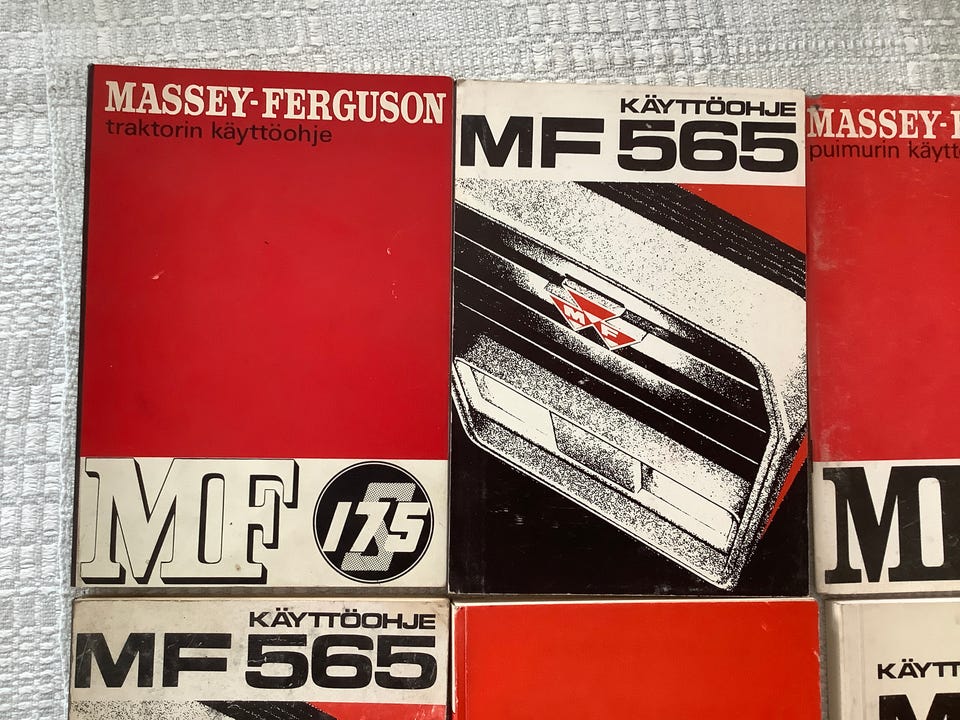 MASSEY-FERGUSON
traktorin käyttöohje
MF
175
S
KÄYTTÖOHJE
MF 565
MF
MASSEY-
puimurin
M
KÄYTTÖOHJE
MF 565